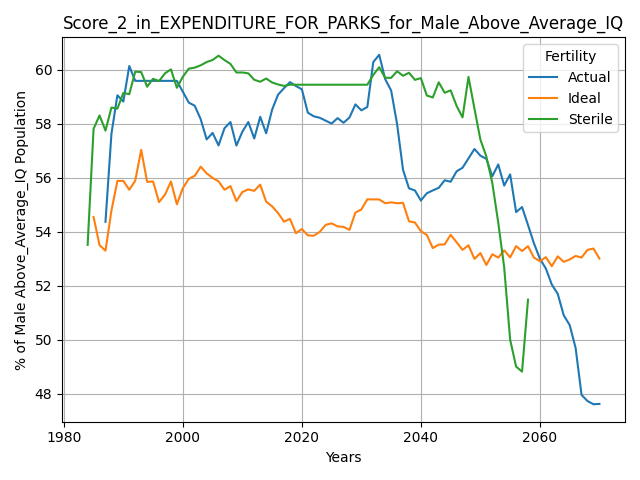 Score_2_in_EXPENDITURE_FOR_PARKS_for_Male_Above_Average_IQ
% of Male Above_Average_IQ Population
60
58
56
54
52
50
48
Fertility
Actual
Ideal
Sterile
1980
2000
2020
2040
2060
Years